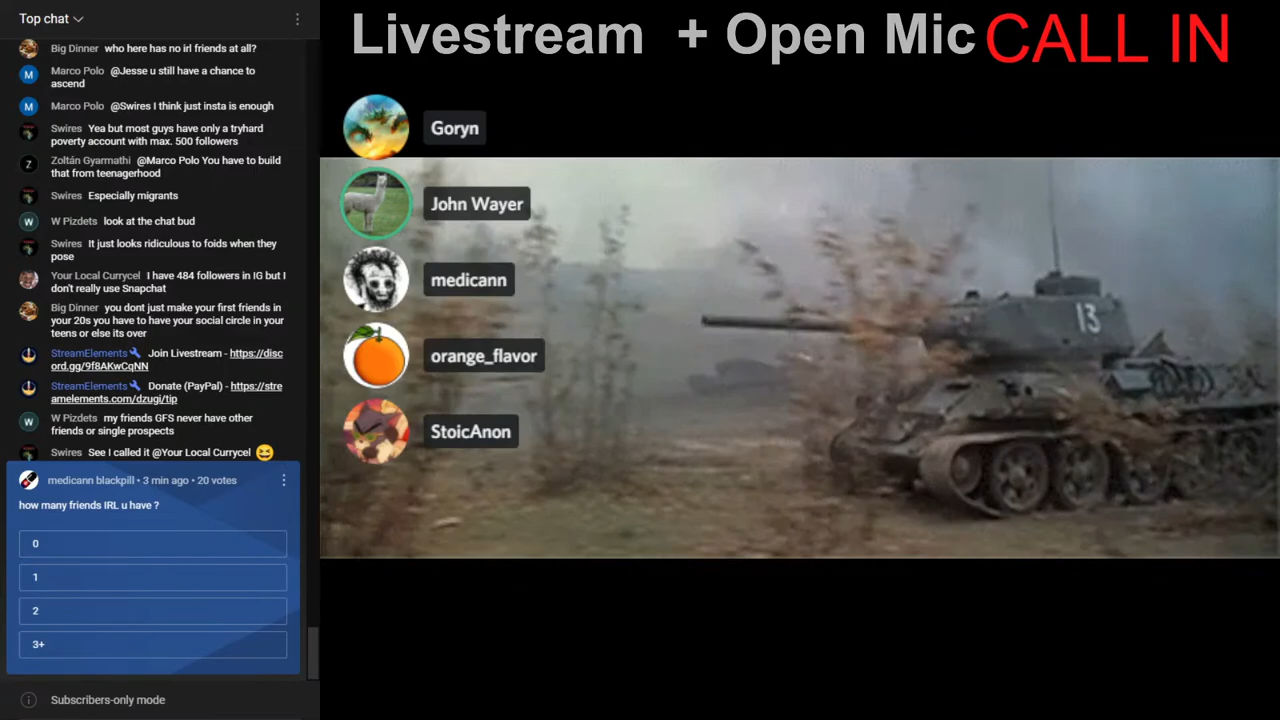 Top chat
Big Dinner who here has no irl friends at all?
Marco Polo @Jesse u still have a chance to
ascend
Marco Polo @Swires I think just insta is enough
Swires Yea but most guys have only a tryhard
poverty account with max. 500 followers
Zoltán Gyarmathi @Marco Polo You have to build
that from teenagerhood
Swires Especially migrants
W Pizdets look at the chat bud
Swires It just looks ridiculous to foids when they
pose
Your Local Currycel I have 484 followers in IG but I
don't really use Snapchat
Big Dinner you dont just make your first friends in
your 20s you have to have your social circle in your
teens or else its over
StreamElements Join Livestream - https://disc
ord.gg/9f8AKwCqNN
StreamElements Donate (PayPal) - https://stre
amelements.com/dzugi/tip
W Pizdets my friends GFS never have other
friends or single prospects
Swires See I called it @Your Local Currycel
medicann blackpill • 3 min ago • 20 votes
how many friends IRL u have ?
0
1
2
3+
Subscribers-only mode
Livestream + Open Mic CALL IN
Goryn
John Wayer
medicann
orange_flavor
StoicAnon
13
M
M
Z
W
W